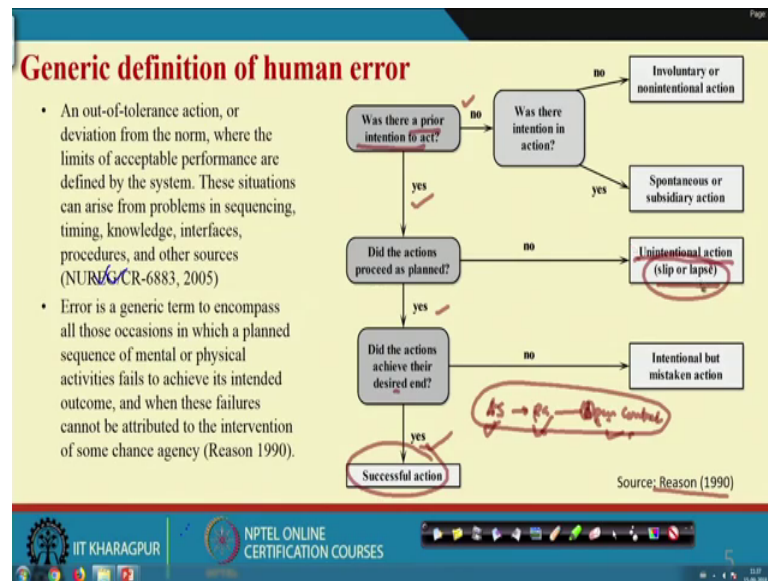 Page
Generic definition of human error
• An out-of-tolerance action, or
deviation from the norm, where the
limits of acceptable performance are
defined by the system. These situations
can arise from problems in sequencing,
timing, knowledge, interfaces,
procedures, and other sources
(NUREG/CR-6883, 2005)
• Error is a generic term to encompass
all those occasions in which a planned
sequence of mental or physical
activities fails to achieve its intended
outcome, and when these failures
cannot be attributed to the intervention
of some chance agency (Reason 1990).
Was there a prior
intention to act?
no
Was there
intention in
action?
no
Involuntary or
nonintentional action
yes
Spontaneous or
subsidiary action
yes
Did the actions
proceed as planned?
no
Unintentional action
(slip or lapse)
yes
Did the actions
achieve their
desired end?
no
Intentional but
mistaken action
yes
Successful action
Source: Reason (1990)
IIT KHARAGPUR
NPTEL ONLINE
CERTIFICATION COURSES
5